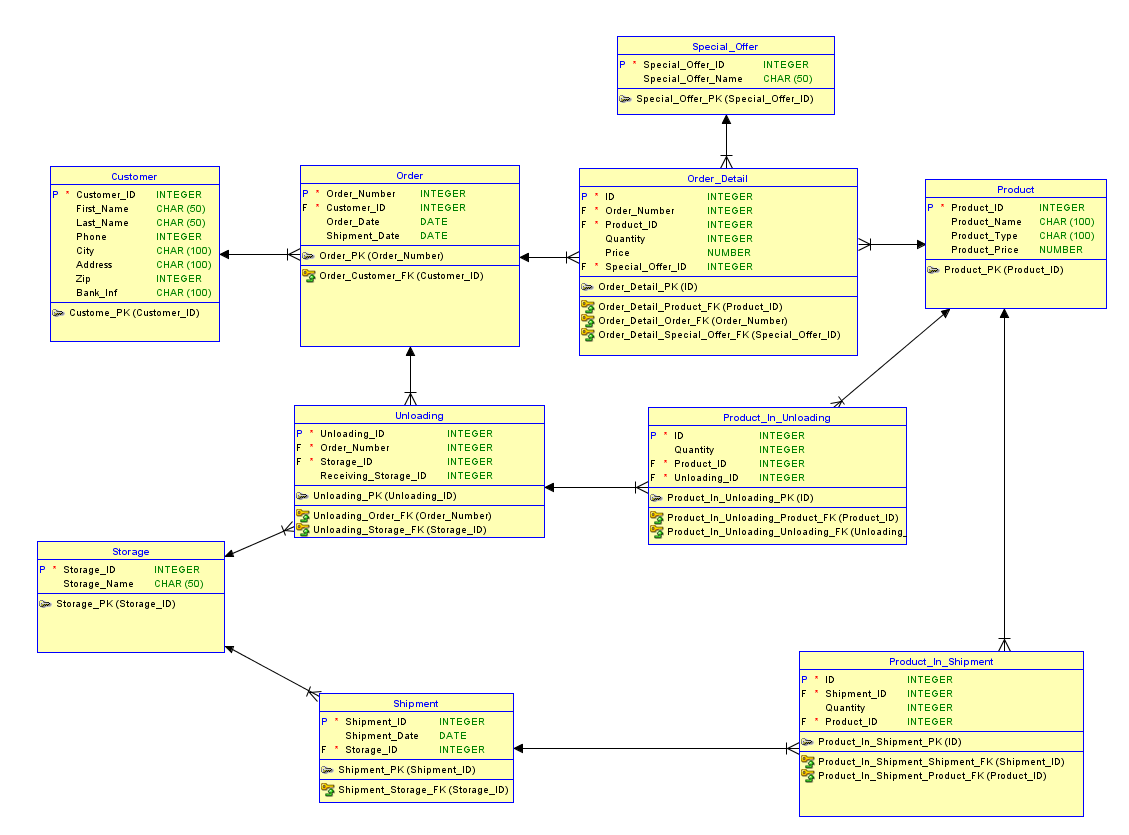 Special_Offer
P * Special_Offer_ID INTEGER
Special_Offer_Name CHAR (50)
Special_Offer_PK (Special_Offer_ID)
Customer
P * Customer_ID INTEGER
First_Name CHAR (50)
Last_Name CHAR (50)
Phone INTEGER
City CHAR (100)
Address CHAR (100)
Zip INTEGER
Bank_Inf CHAR (100)
Custome_PK (Customer_ID)
Order
P * Order_Number INTEGER
F * Customer_ID INTEGER
Order_Date DATE
Shipment_Date DATE
Order_PK (Order_Number)
Order_Customer_FK (Customer_ID)
Order_Detail
P * ID INTEGER
F * Order_Number INTEGER
F * Product_ID INTEGER
Quantity INTEGER
Price NUMBER
F * Special_Offer_ID INTEGER
Order_Detail_PK (ID)
Order_Detail_Product_FK (Product_ID)
Order_Detail_Order_FK (Order_Number)
Order_Detail_Special_Offer_FK (Special_Offer_ID)
Product
P * Product_ID INTEGER
Product_Name CHAR (100)
Product_Type CHAR (100)
Product_Price NUMBER
Product_PK (Product_ID)
Unloading
P * Unloading_ID INTEGER
F * Order_Number INTEGER
F * Storage_ID INTEGER
Receiving_Storage_ID INTEGER
Unloading_PK (Unloading_ID)
Unloading_Order_FK (Order_Number)
Unloading_Storage_FK (Storage_ID)
Product_In_Unloading
P * ID INTEGER
Quantity INTEGER
F * Product_ID INTEGER
F * Unloading_ID INTEGER
Product_In_Unloading_PK (ID)
Product_In_Unloading_Product_FK (Product_ID)
Product_In_Unloading_Unloading_FK (Unloading_
Storage
P * Storage_ID INTEGER
Storage_Name CHAR (50)
Storage_PK (Storage_ID)
Shipment
P * Shipment_ID INTEGER
Shipment_Date DATE
F * Storage_ID INTEGER
Shipment_PK (Shipment_ID)
Shipment_Storage_FK (Storage_ID)
Product_In_Shipment
P * ID INTEGER
F * Shipment_ID INTEGER
Quantity INTEGER
F * Product_ID INTEGER
Product_In_Shipment_PK (ID)
Product_In_Shipment_Shipment_FK (Shipment_ID)
Product_In_Shipment_Product_FK (Product_ID)